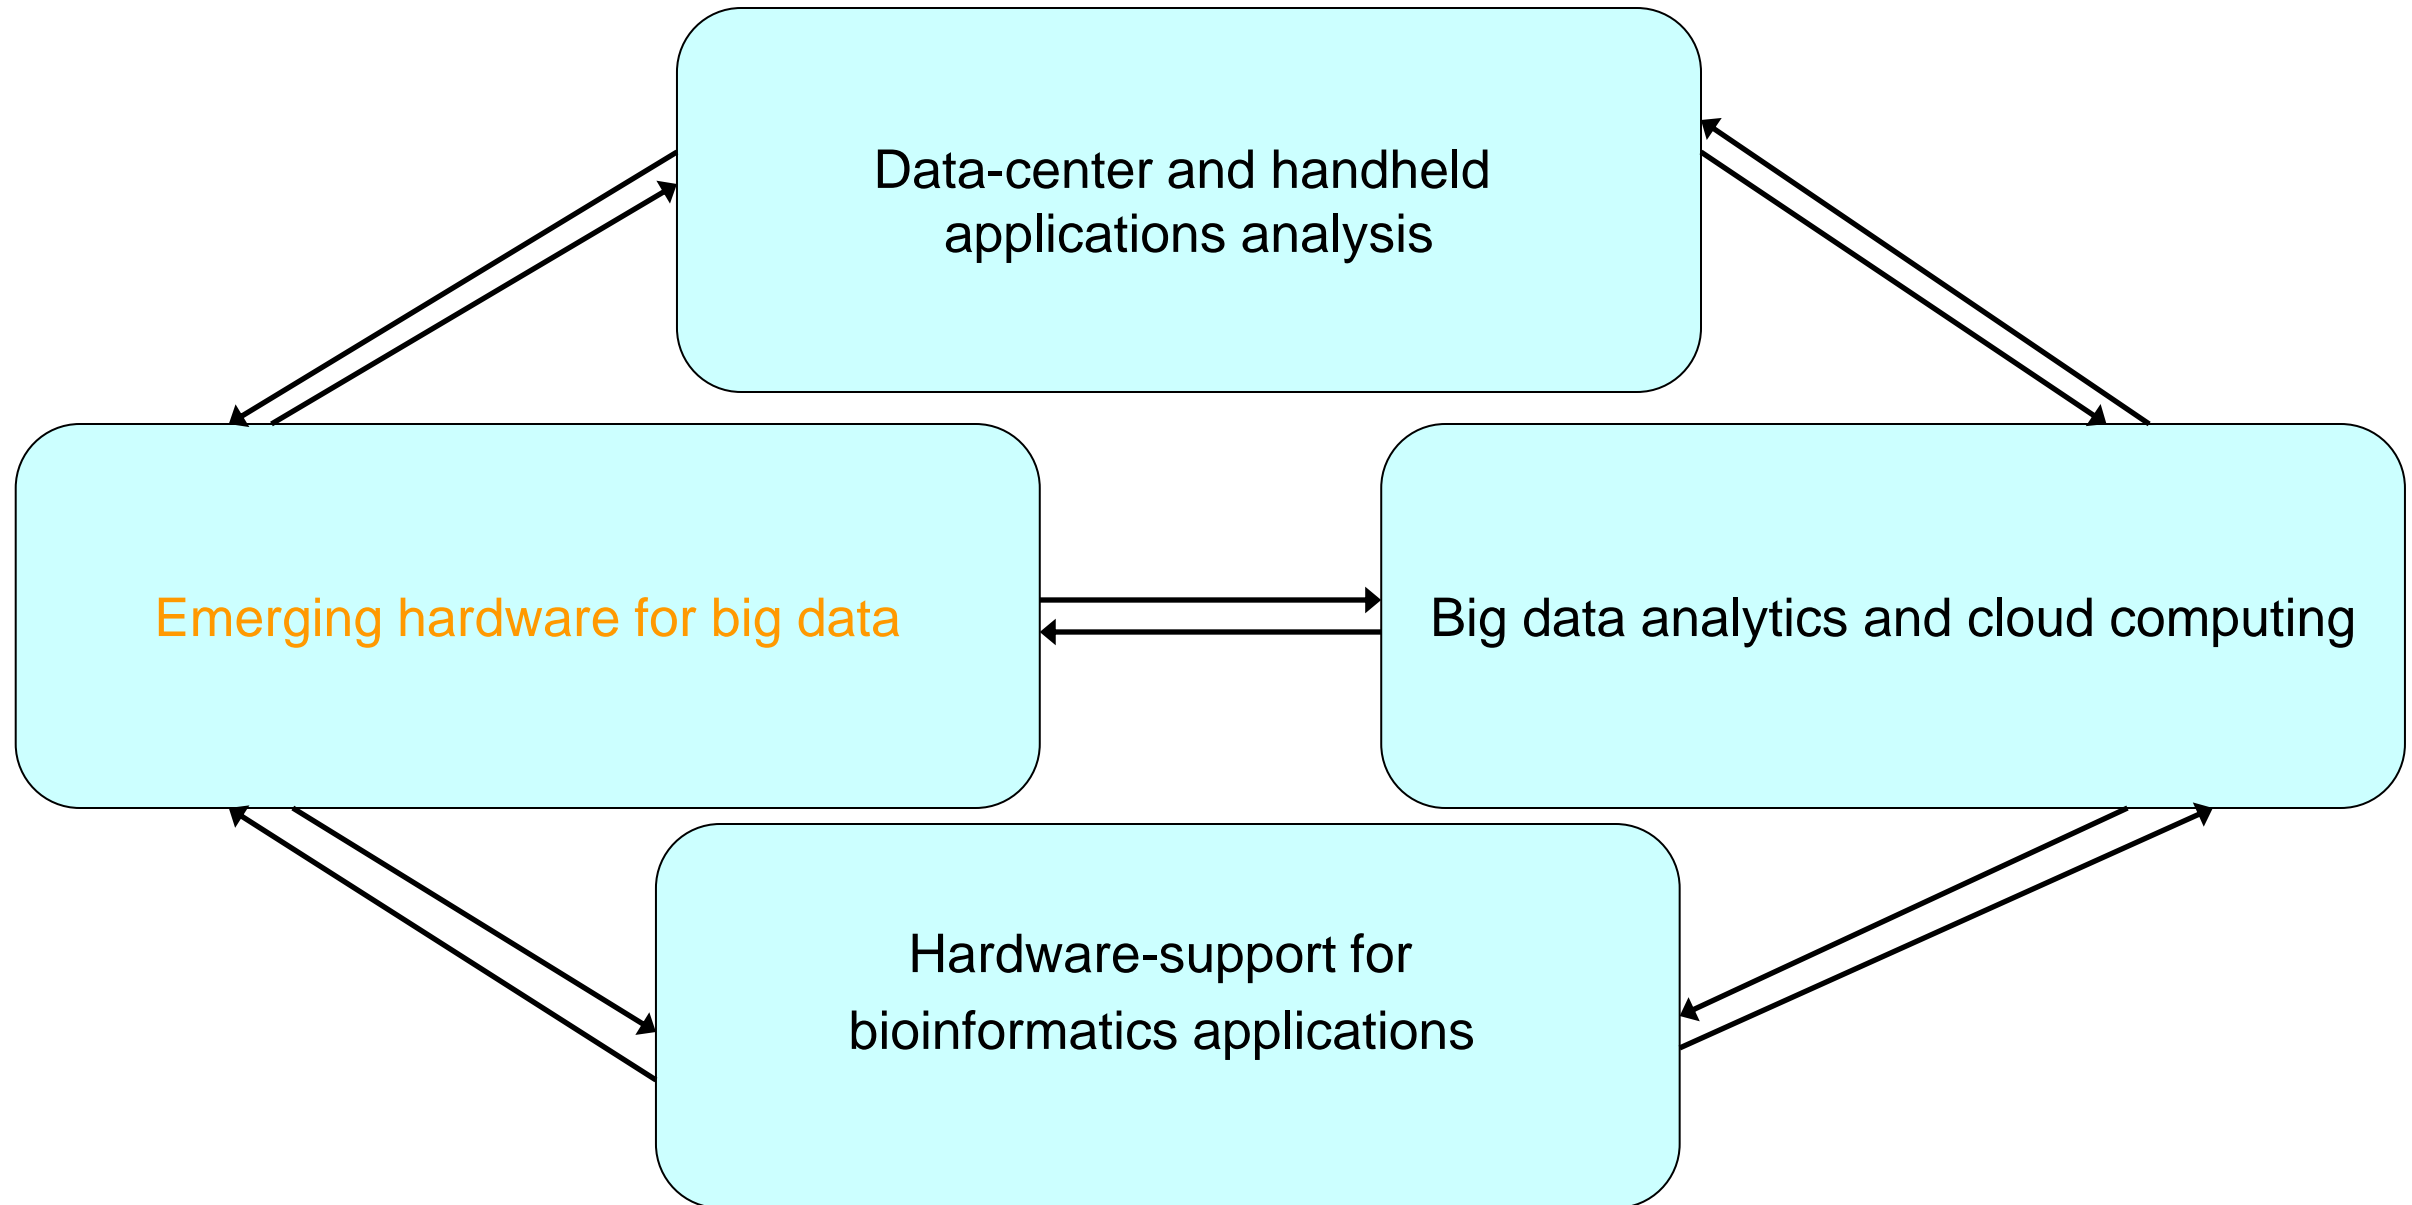 Data-center and handheld
applications analysis
Emerging hardware for big data
Big data analytics and cloud computing
Hardware-support for
bioinformatics applications